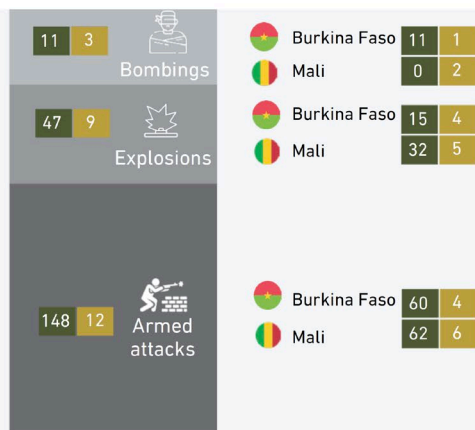 11 3
Bombings
Burkina Faso 11 1
Mali 0 2
47 9
Explosions
Burkina Faso 15 4
Mali 32 5
148 12
Armed
attacks
Burkina Faso 60 4
Mali 62 6